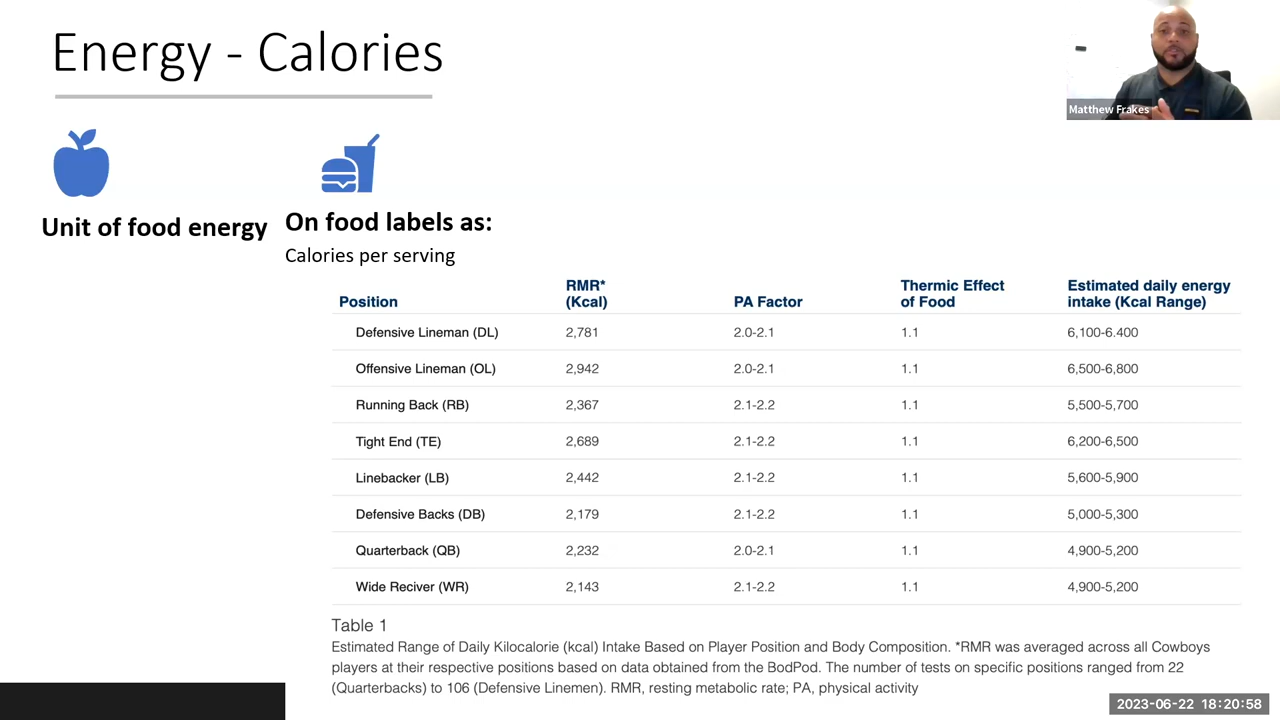 Energy - Calories
Matthew Frakes
Unit of food energy
On food labels as:
Calories per serving
Position RMR* (Kcal) PA Factor Thermic Effect of Food Estimated daily energy intake (Kcal Range)
Defensive Lineman (DL) 2,781 2.0-2.1 1.1 6,100-6.400
Offensive Lineman (OL) 2,942 2.0-2.1 1.1 6,500-6,800
Running Back (RB) 2,367 2.1-2.2 1.1 5,500-5,700
Tight End (TE) 2,689 2.1-2.2 1.1 6,200-6,500
Linebacker (LB) 2,442 2.1-2.2 1.1 5,600-5,900
Defensive Backs (DB) 2,179 2.1-2.2 1.1 5,000-5,300
Quarterback (QB) 2,232 2.0-2.1 1.1 4,900-5,200
Wide Reciver (WR) 2,143 2.1-2.2 1.1 4,900-5,200
Table 1
Estimated Range of Daily Kilocalorie (kcal) Intake Based on Player Position and Body Composition. *RMR was averaged across all Cowboys
players at their respective positions based on data obtained from the BodPod. The number of tests on specific positions ranged from 22
(Quarterbacks) to 106 (Defensive Linemen). RMR, resting metabolic rate; PA, physical activity
2023-06-22 18:20:58